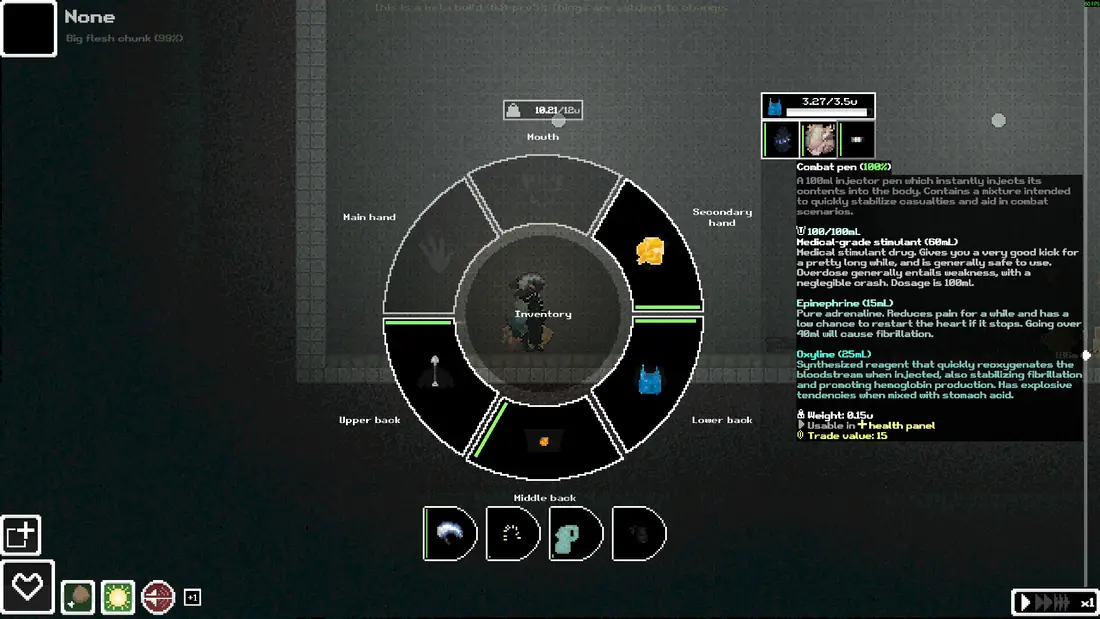 60FPS
None
Big flesh chunk (99%)
10.21/12u
Mouth
Main hand
Secondary
hand
Inventory
Upper back
Lower back
Middle back
3.27/3.5u
Combat pen (100%)
A 100ml injector pen which instantly injects its
contents into the body. Contains a mixture intended
to quickly stabilize casualties and aid in combat
scenarios.
100/100mL
Medical-grade stimulant (60mL)
Medical stimulant drug. Gives you a very good kick for
a pretty long while, and is generally safe to use.
Overdose generally entails weakness, with a
neglegible crash. Dosage is 100ml.
Epinephrine (15mL)
Pure adrenaline. Reduces pain for a while and has a
low chance to restart the heart if it stops. Going over
40ml will cause fibrillation.
Oxyline (25mL)
Synthesized reagent that quickly reoxygenates the
bloodstream when injected, also stabilizing fibrillation
and promoting hemoglobin production. Has explosive
tendencies when mixed with stomach acid.
Weight: 0.15u
Usable in health panel
Trade value: 15
+1
x1